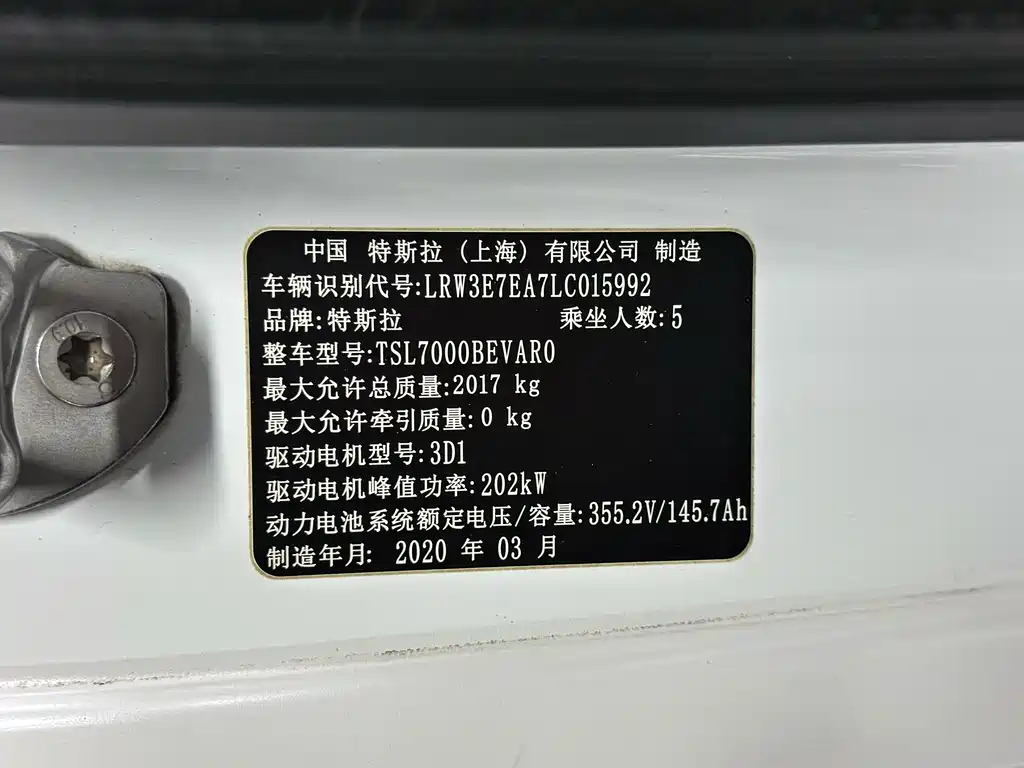 中国 特斯拉（上海）有限公司 制造
车辆识别代号:LRW3E7EA7LC015992
品牌:特斯拉 乘坐人数:5
整车型号:TSL7000BEVAR0
最大允许总质量:2017 kg
最大允许牵引质量:0 kg
驱动电机型号:3D1
驱动电机峰值功率:202kW
动力电池系统额定电压/容量:355.2V/145.7Ah
制造年月: 2020 年 03 月